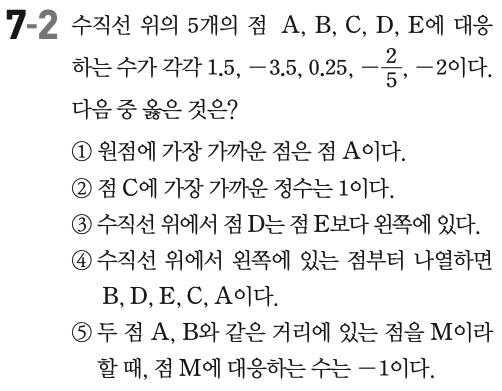 7-2 수직선 위의 5개의 점 A, B, C, D, E에 대응
하는 수가 각각 1.5, −3.5, 0.25, −2/5, −2이다.
다음 중 옳은 것은?
① 원점에 가장 가까운 점은 점 A이다.
② 점 C에 가장 가까운 정수는 1이다.
③ 수직선 위에서 점 D는 점 E보다 왼쪽에 있다.
④ 수직선 위에서 왼쪽에 있는 점부터 나열하면
B, D, E, C, A이다.
⑤ 두 점 A, B와 같은 거리에 있는 점을 M이라
할 때, 점 M에 대응하는 수는 −1이다.